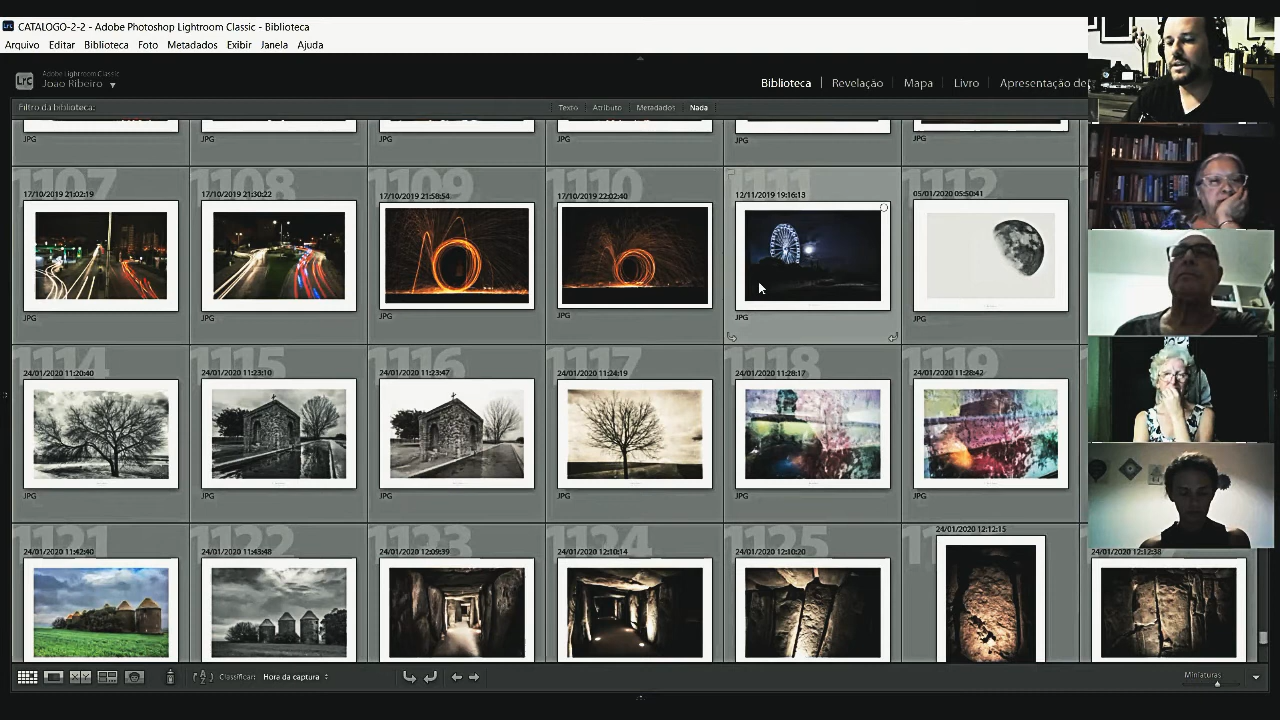 CATALOGO-2-2 - Adobe Photoshop Lightroom Classic - Biblioteca
Arquivo Editar Biblioteca Foto Metadados Exibir Janela Ajuda
Lrc
Adobe Lightroom Classic
Joao Ribeiro
Biblioteca | Revelação | Mapa | Livro | Apresentação de
Filtro da biblioteca:
Texto | Atributo | Metadados | Nada
JPG JPG JPG JPG JPG JPG
1107 1108 1109 1110 1111 1112
17/10/2019 21:02:19 17/10/2019 21:30:22 17/10/2019 21:58:54 17/10/2019 22:02:40 12/11/2019 19:16:13 05/01/2020 05:50:41
JPG JPG JPG JPG JPG JPG
1114 1115 1116 1117 1118 1119
24/01/2020 11:20:40 24/01/2020 11:23:10 24/01/2020 11:23:47 24/01/2020 11:24:19 24/01/2020 11:28:17 24/01/2020 11:28:42
JPG JPG JPG JPG JPG JPG
1121 1122 1123 1124 1125
24/01/2020 11:42:40 24/01/2020 11:43:48 24/01/2020 12:09:39 24/01/2020 12:10:14 24/01/2020 12:10:20 24/01/2020 12:12:15 24/01/2020 12:12:38
Classificar: Hora da captura
Miniaturas